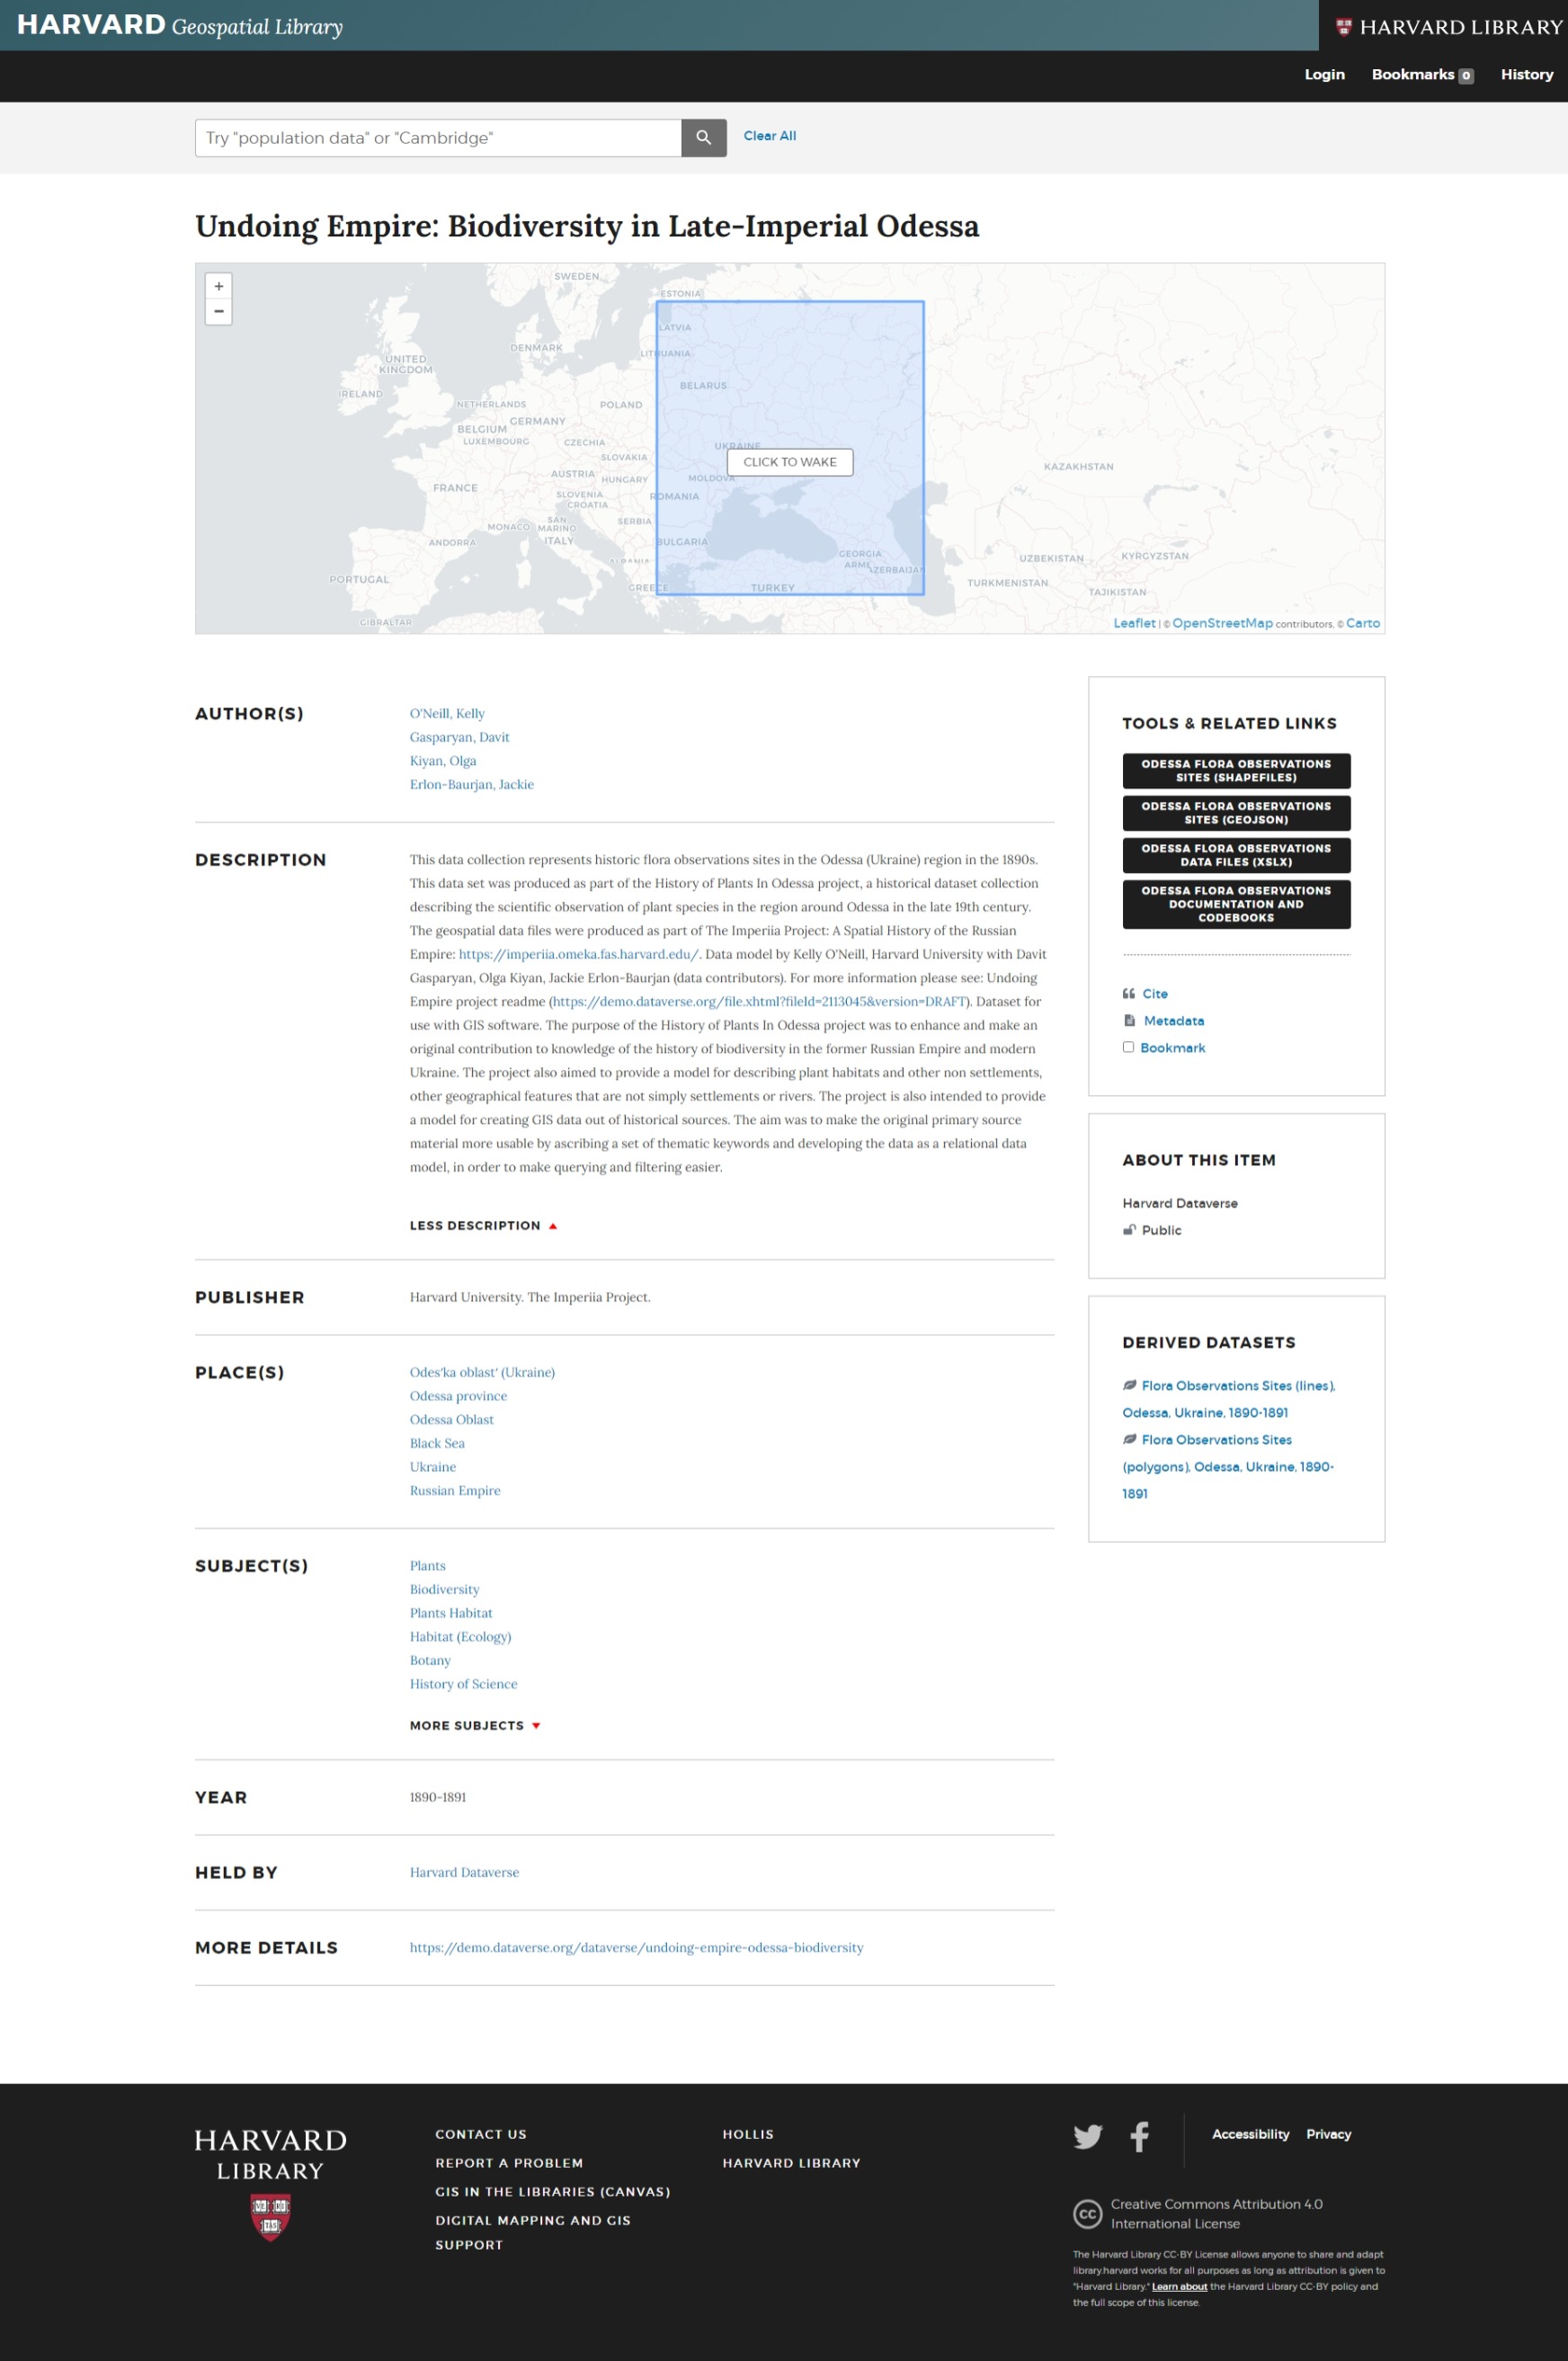 HARVARD Geospatial Library
HARVARD LIBRARY
Login Bookmarks 0 History
Try "population data" or "Cambridge"
Clear All
Undoing Empire: Biodiversity in Late-Imperial Odessa
+
−
SWEDEN
ESTONIA
LATVIA
DENMARK
LITHUANIA
UNITED
KINGDOM
BELARUS
IRELAND
NETHERLANDS
POLAND
GERMANY
BELGIUM
LUXEMBOURG
CZECHIA
UKRAINE
SLOVAKIA
CLICK TO WAKE
KAZAKHSTAN
AUSTRIA
HUNGARY
MOLDOVA
FRANCE
SLOVENIA
ROMANIA
CROATIA
SERBIA
SAN
MARINO
MONACO
ITALY
ANDORRA
BULGARIA
GEORGIA
UZBEKISTAN
KYRGYZSTAN
ALBANIA
AZERBAIJAN
PORTUGAL
GREECE
TURKEY
TURKMENISTAN
TAJIKISTAN
GIBRALTAR
Leaflet | © OpenStreetMap contributors, © Carto
AUTHOR(S)
O'Neill, Kelly
Gasparyan, Davit
Kiyan, Olga
Erlon-Baurjan, Jackie
DESCRIPTION
This data collection represents historic flora observations sites in the Odessa (Ukraine) region in the 1890s.
This data set was produced as part of the History of Plants In Odessa project, a historical dataset collection
describing the scientific observation of plant species in the region around Odessa in the late 19th century.
The geospatial data files were produced as part of The Imperiia Project: A Spatial History of the Russian
Empire: https://imperiia.omeka.fas.harvard.edu/. Data model by Kelly O'Neill, Harvard University with Davit
Gasparyan, Olga Kiyan, Jackie Erlon-Baurjan (data contributors). For more information please see: Undoing
Empire project readme (https://demo.dataverse.org/file.xhtml?fileId=2113045&version=DRAFT). Dataset for
use with GIS software. The purpose of the History of Plants In Odessa project was to enhance and make an
original contribution to knowledge of the history of biodiversity in the former Russian Empire and modern
Ukraine. The project also aimed to provide a model for describing plant habitats and other non settlements,
other geographical features that are not simply settlements or rivers. The project is also intended to provide
a model for creating GIS data out of historical sources. The aim was to make the original primary source
material more usable by ascribing a set of thematic keywords and developing the data as a relational data
model, in order to make querying and filtering easier.
LESS DESCRIPTION
PUBLISHER
Harvard University. The Imperiia Project.
PLACE(S)
Odes'ka oblast' (Ukraine)
Odessa province
Odessa Oblast
Black Sea
Ukraine
Russian Empire
SUBJECT(S)
Plants
Biodiversity
Plants Habitat
Habitat (Ecology)
Botany
History of Science
MORE SUBJECTS
YEAR
1890-1891
HELD BY
Harvard Dataverse
MORE DETAILS
https://demo.dataverse.org/dataverse/undoing-empire-odessa-biodiversity
TOOLS & RELATED LINKS
ODESSA FLORA OBSERVATIONS
SITES (SHAPEFILES)
ODESSA FLORA OBSERVATIONS
SITES (GEOJSON)
ODESSA FLORA OBSERVATIONS
DATA FILES (XSLX)
ODESSA FLORA OBSERVATIONS
DOCUMENTATION AND
CODEBOOKS
Cite
Metadata
Bookmark
ABOUT THIS ITEM
Harvard Dataverse
Public
DERIVED DATASETS
Flora Observations Sites (lines),
Odessa, Ukraine, 1890-1891
Flora Observations Sites
(polygons), Odessa, Ukraine, 1890-
1891
HARVARD
LIBRARY
VE RI
TAS
CONTACT US
REPORT A PROBLEM
GIS IN THE LIBRARIES (CANVAS)
DIGITAL MAPPING AND GIS
SUPPORT
HOLLIS
HARVARD LIBRARY
Accessibility Privacy
cc
Creative Commons Attribution 4.0
International License
The Harvard Library CC-BY License allows anyone to share and adapt
library.harvard works for all purposes as long as attribution is given to
"Harvard Library." Learn about the Harvard Library CC-BY policy and
the full scope of this license.